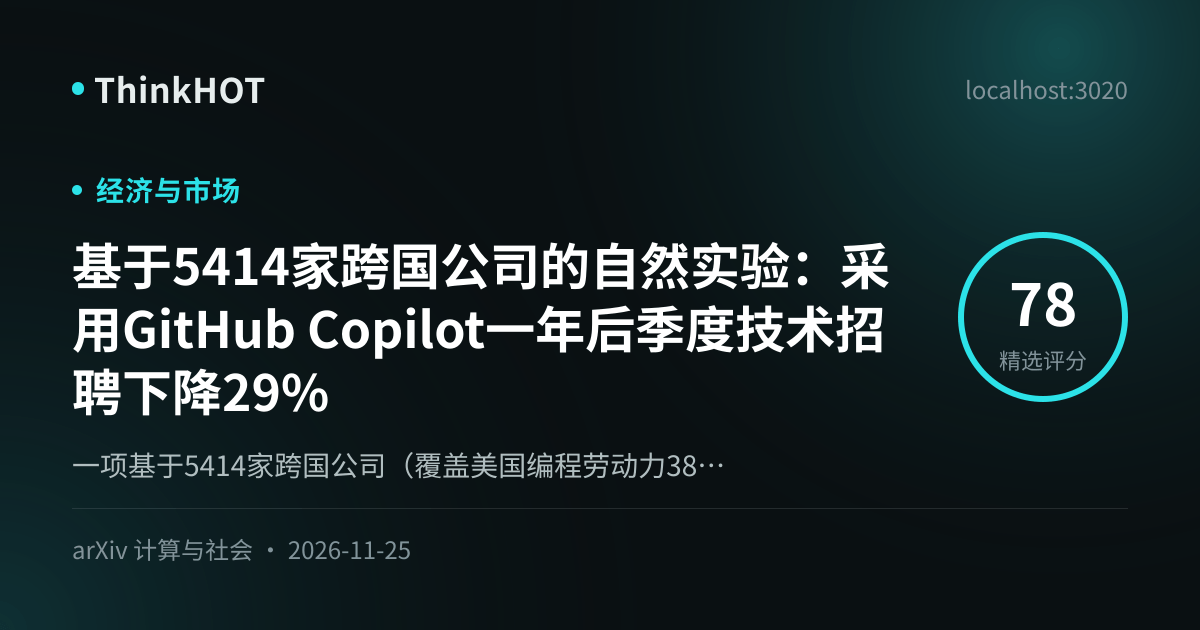 ThinkHOT
localhost:3020
经济与市场
基于5414家跨国公司的自然实验：采
用GitHub Copilot一年后季度技术招
聘下降29%
78
精选评分
一项基于5414家跨国公司（覆盖美国编程劳动力38…
arXiv 计算与社会 · 2026-11-25